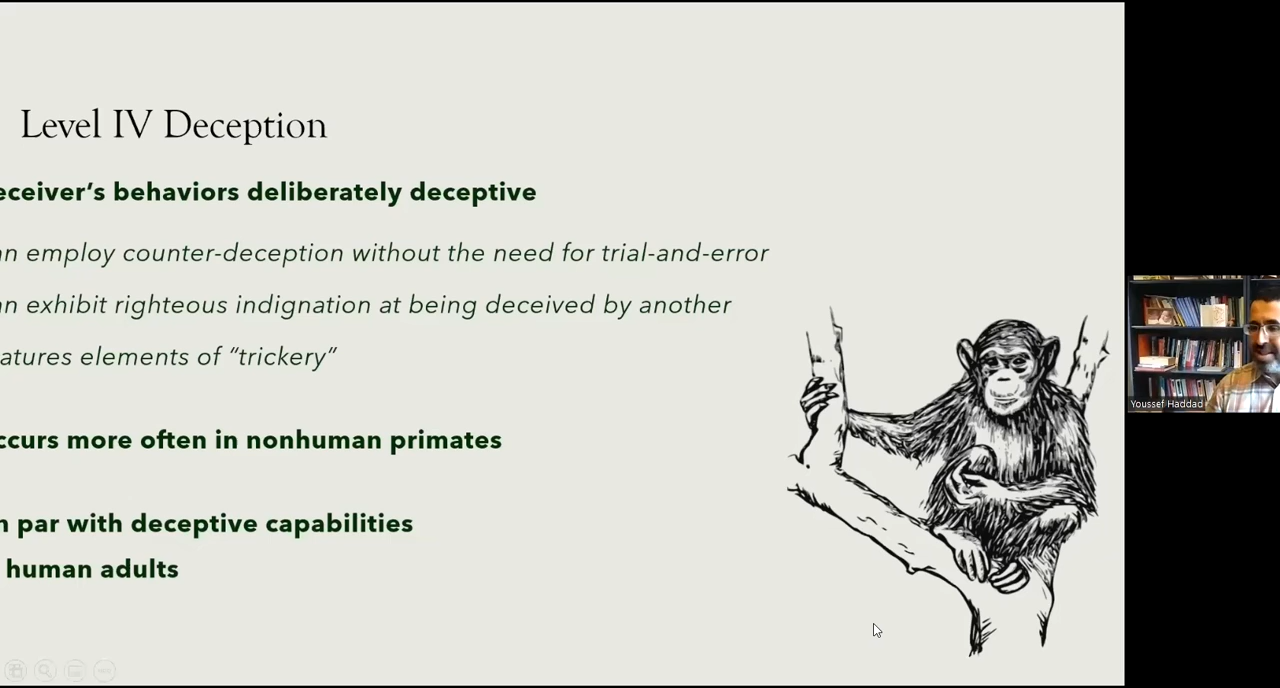 Level IV Deception
eceiver's behaviors deliberately deceptive
an employ counter-deception without the need for trial-and-error
an exhibit righteous indignation at being deceived by another
atures elements of “trickery”
ccurs more often in nonhuman primates
n par with deceptive capabilities
human adults
Youssef Haddad